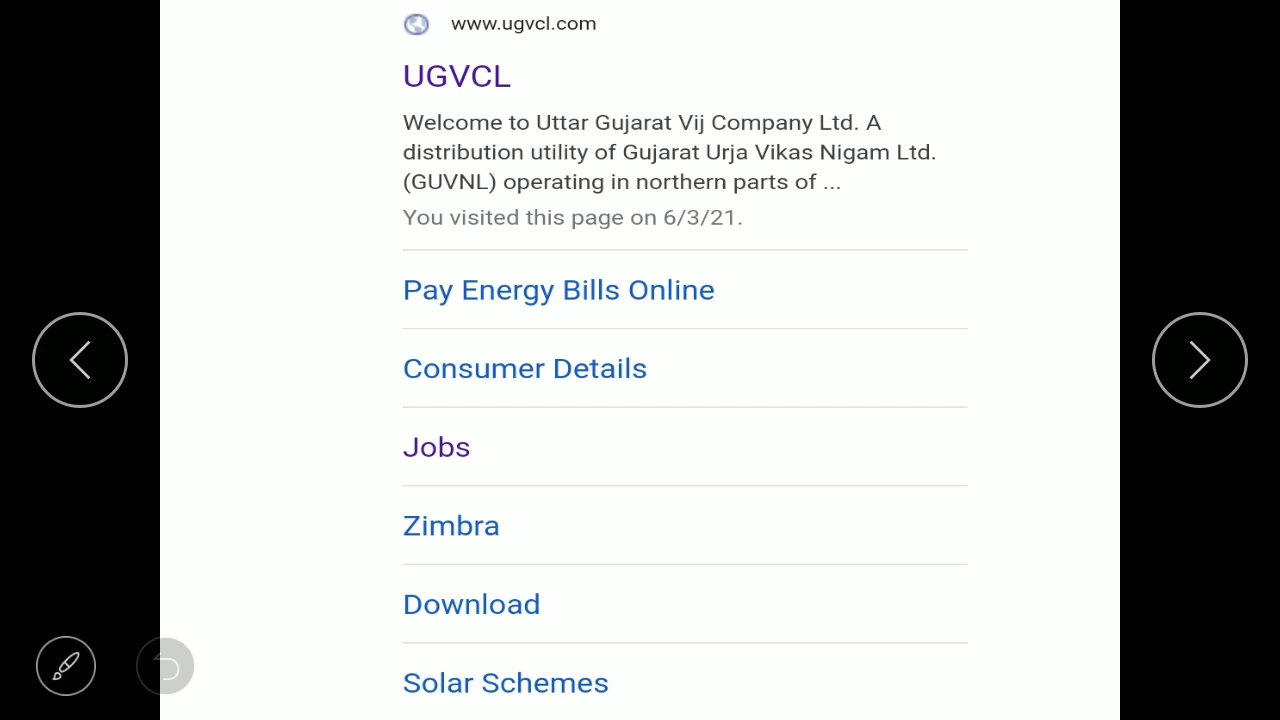 www.ugvcl.com
UGVCL
Welcome to Uttar Gujarat Vij Company Ltd. A
distribution utility of Gujarat Urja Vikas Nigam Ltd.
(GUVNL) operating in northern parts of ...
You visited this page on 6/3/21.
Pay Energy Bills Online
Consumer Details
Jobs
Zimbra
Download
Solar Schemes